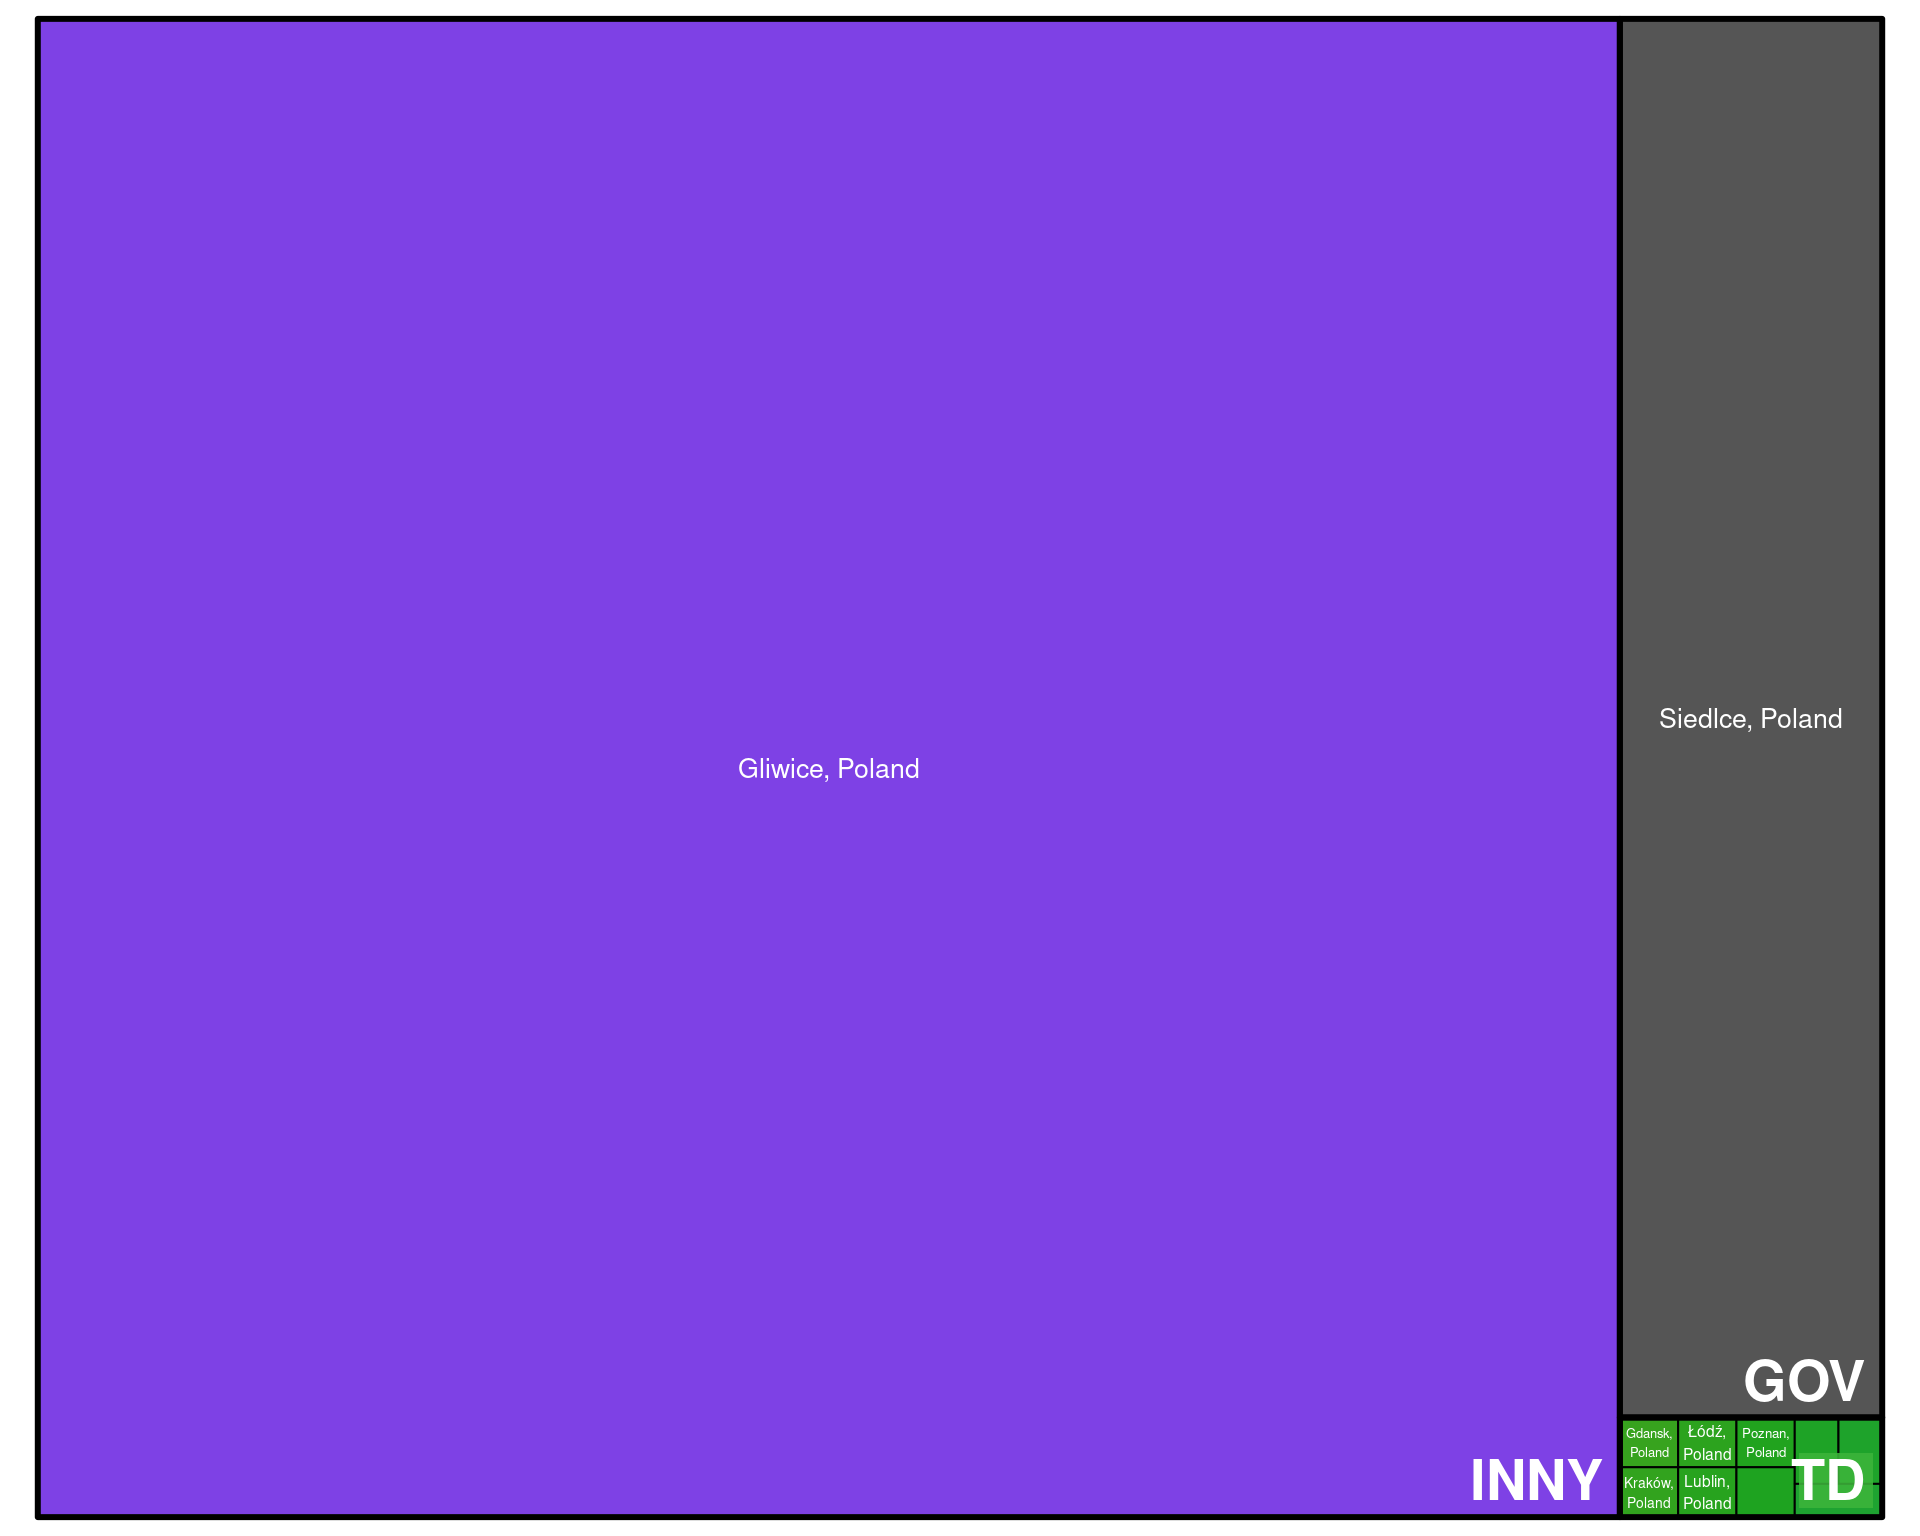 Gliwice, Poland
INNY
Siedlce, Poland
GOV
Gdansk,
Poland
Łódź,
Poland
Poznan,
Poland
Kraków,
Poland
Lublin,
Poland
TD